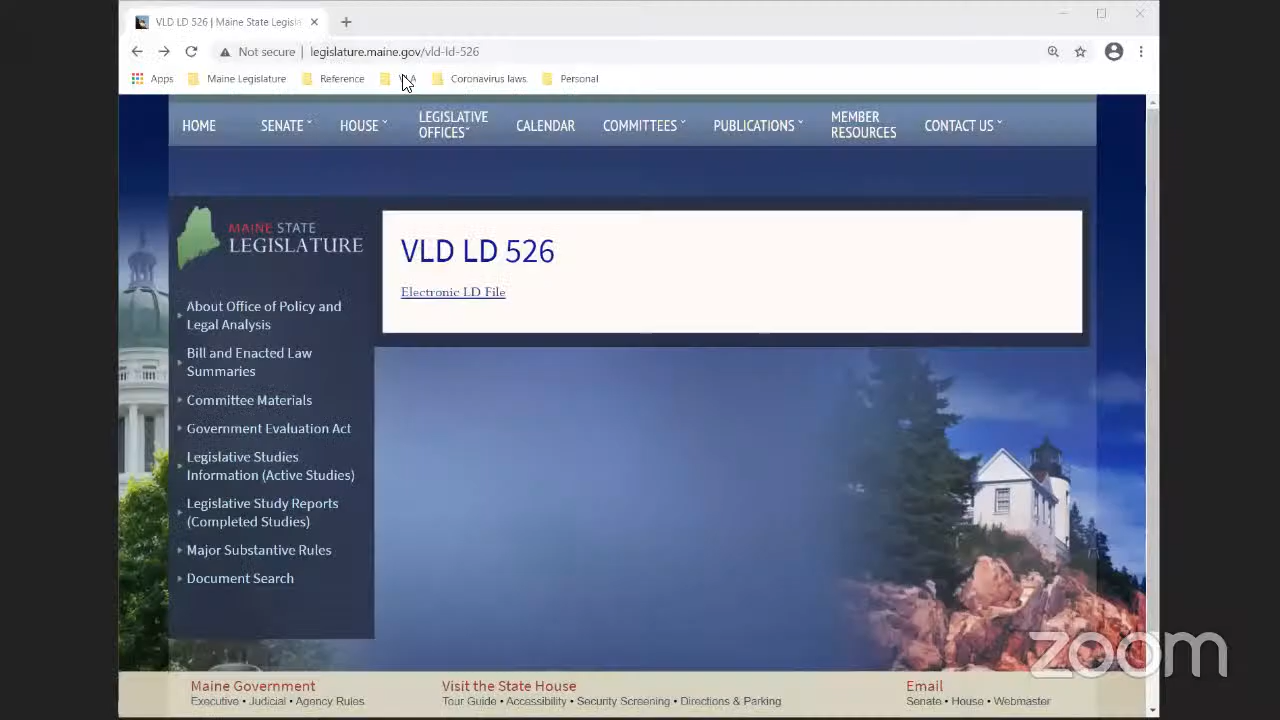 VLD LD 526 | Maine State Legisla
Not secure | legislature.maine.gov/vld-ld-526
Apps Maine Legislature Reference Coronavirus laws. Personal
HOME SENATE HOUSE LEGISLATIVE OFFICES CALENDAR COMMITTEES PUBLICATIONS MEMBER RESOURCES CONTACT US
MAINE STATE
LEGISLATURE
VLD LD 526
Electronic LD File
About Office of Policy and
Legal Analysis
Bill and Enacted Law
Summaries
Committee Materials
Government Evaluation Act
Legislative Studies
Information (Active Studies)
Legislative Study Reports
(Completed Studies)
Major Substantive Rules
Document Search
zoom
Maine Government Visit the State House Email
Executive • Judicial • Agency Rules Tour Guide • Accessibility • Security Screening • Directions & Parking Senate • House • Webmaster